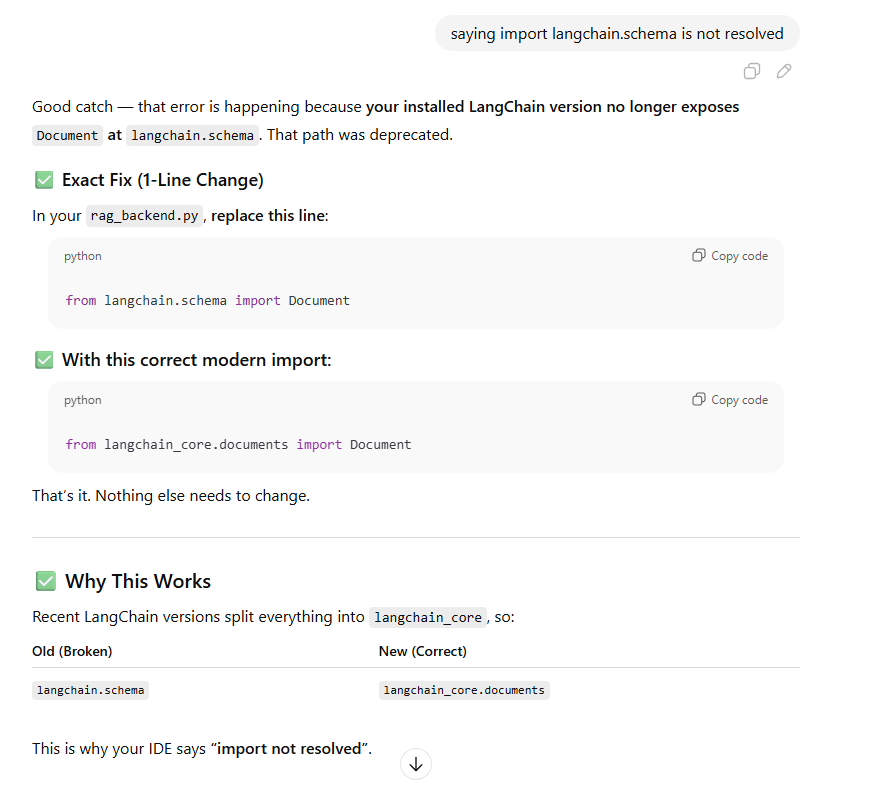 saying import langchain.schema is not resolved
Good catch — that error is happening because your installed LangChain version no longer exposes
Document at langchain.schema. That path was deprecated.
✅ Exact Fix (1-Line Change)
In your rag_backend.py, replace this line:
python
Copy code
from langchain.schema import Document
✅ With this correct modern import:
python
Copy code
from langchain_core.documents import Document
That's it. Nothing else needs to change.
✅ Why This Works
Recent LangChain versions split everything into langchain_core, so:
Old (Broken)
New (Correct)
langchain.schema
langchain_core.documents
This is why your IDE says “import not resolved”.